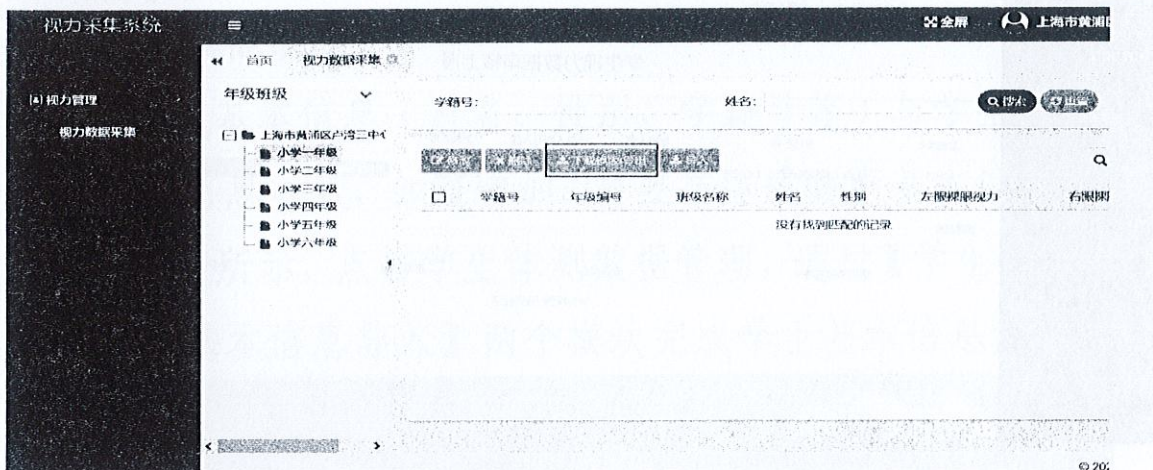 视力采集系统
全屏 上海市黄浦区
首页 视力数据采集
视力管理
视力数据采集
年级班级
学籍号: 姓名: 搜索 重置
上海市黄浦区卢湾二中心
小学一年级
小学二年级
小学三年级
小学四年级
小学五年级
小学六年级
学籍号 年级编号 班级名称 姓名 性别 左眼裸眼视力 右眼裸
没有找到匹配的记录
© 202